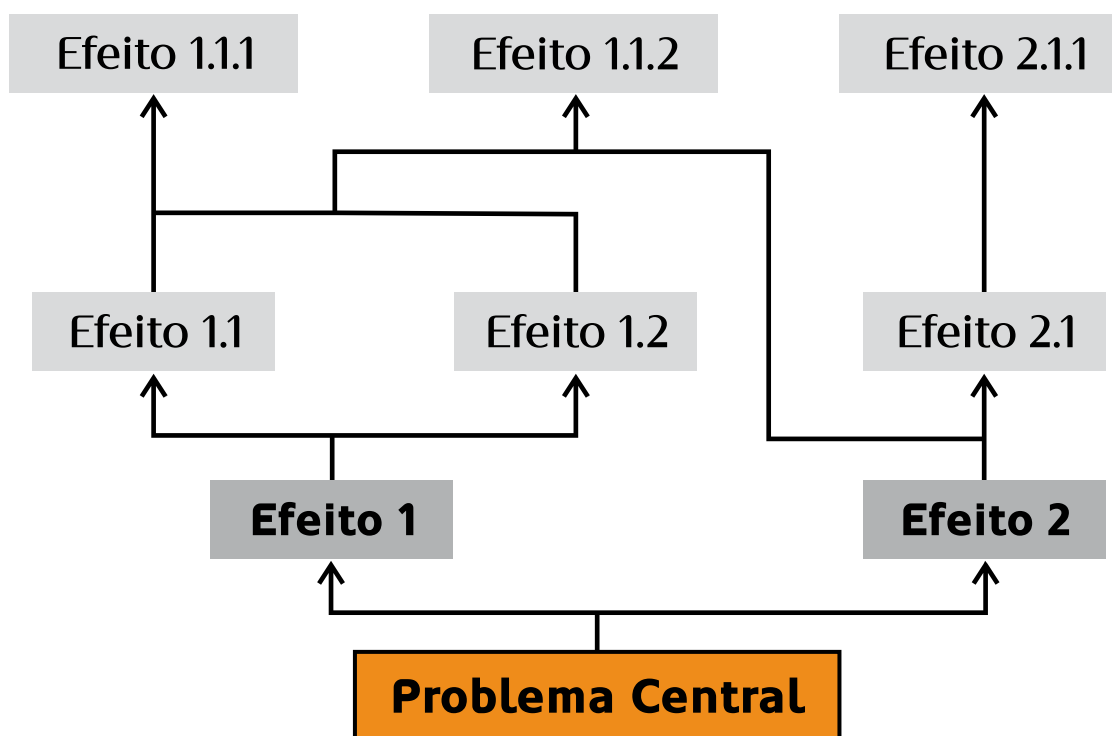 Efeito 1.1.1
Efeito 1.1.2
Efeito 2.1.1
Efeito 1.1
Efeito 1.2
Efeito 2.1
Efeito 1
Efeito 2
Problema Central